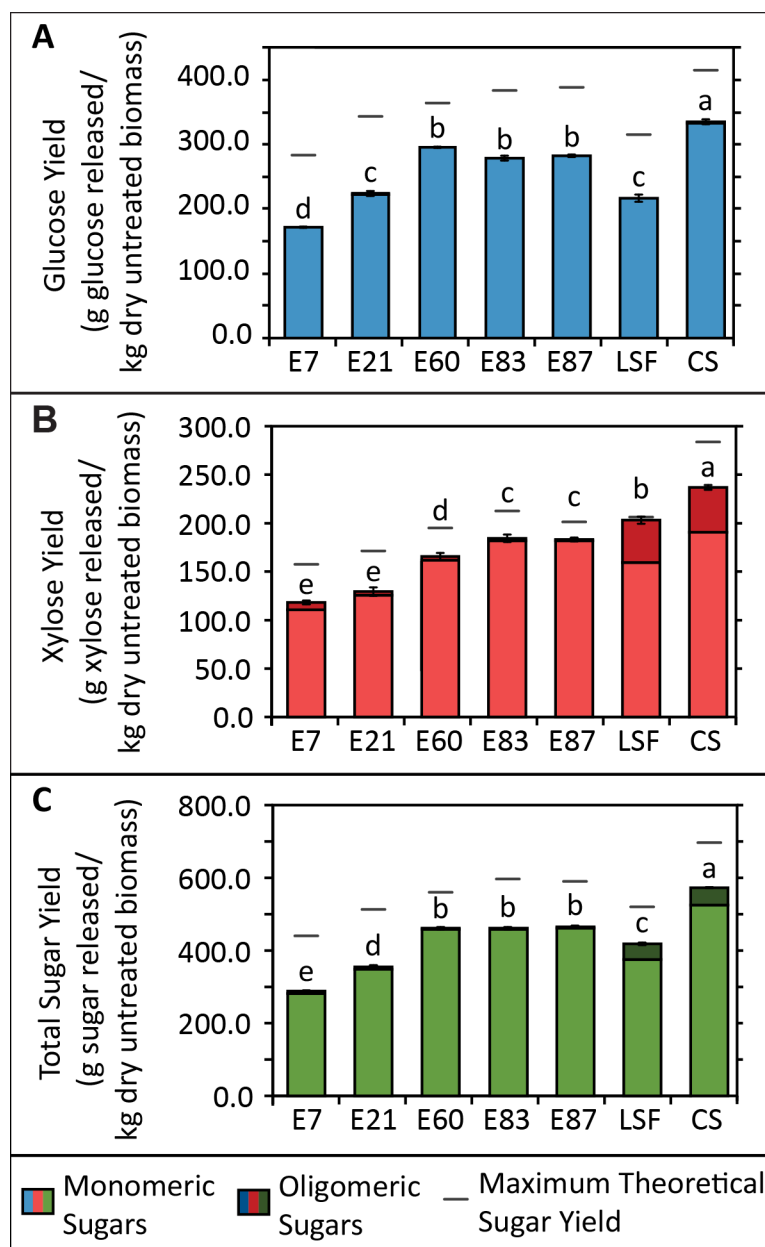 A
Glucose Yield
(g glucose released/
kg dry untreated biomass)
400.0
300.0
200.0
100.0
0.0
d
c
b
b
b
c
a
E7 E21 E60 E83 E87 LSF CS
B
Xylose Yield
(g xylose released/
kg dry untreated biomass)
300.0
250.0
200.0
150.0
100.0
50.0
0.0
e
e
d
c
c
b
a
E7 E21 E60 E83 E87 LSF CS
C
Total Sugar Yield
(g sugar released/
kg dry untreated biomass)
800.0
600.0
400.0
200.0
0.0
e
d
b
b
b
c
a
E7 E21 E60 E83 E87 LSF CS
Monomeric
Sugars
Oligomeric
Sugars
Maximum Theoretical
Sugar Yield